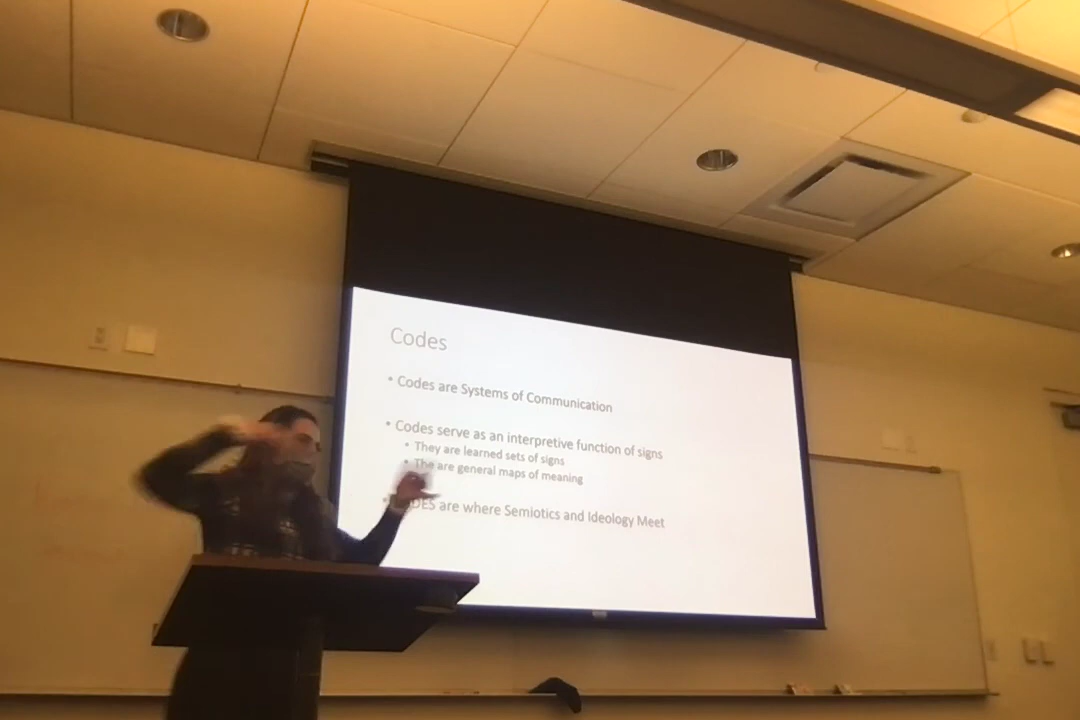 Codes
• Codes are Systems of Communication
• Codes serve as an interpretive function of signs
• They are learned sets of signs
• The are general maps of meaning
• CODES are where Semiotics and Ideology Meet